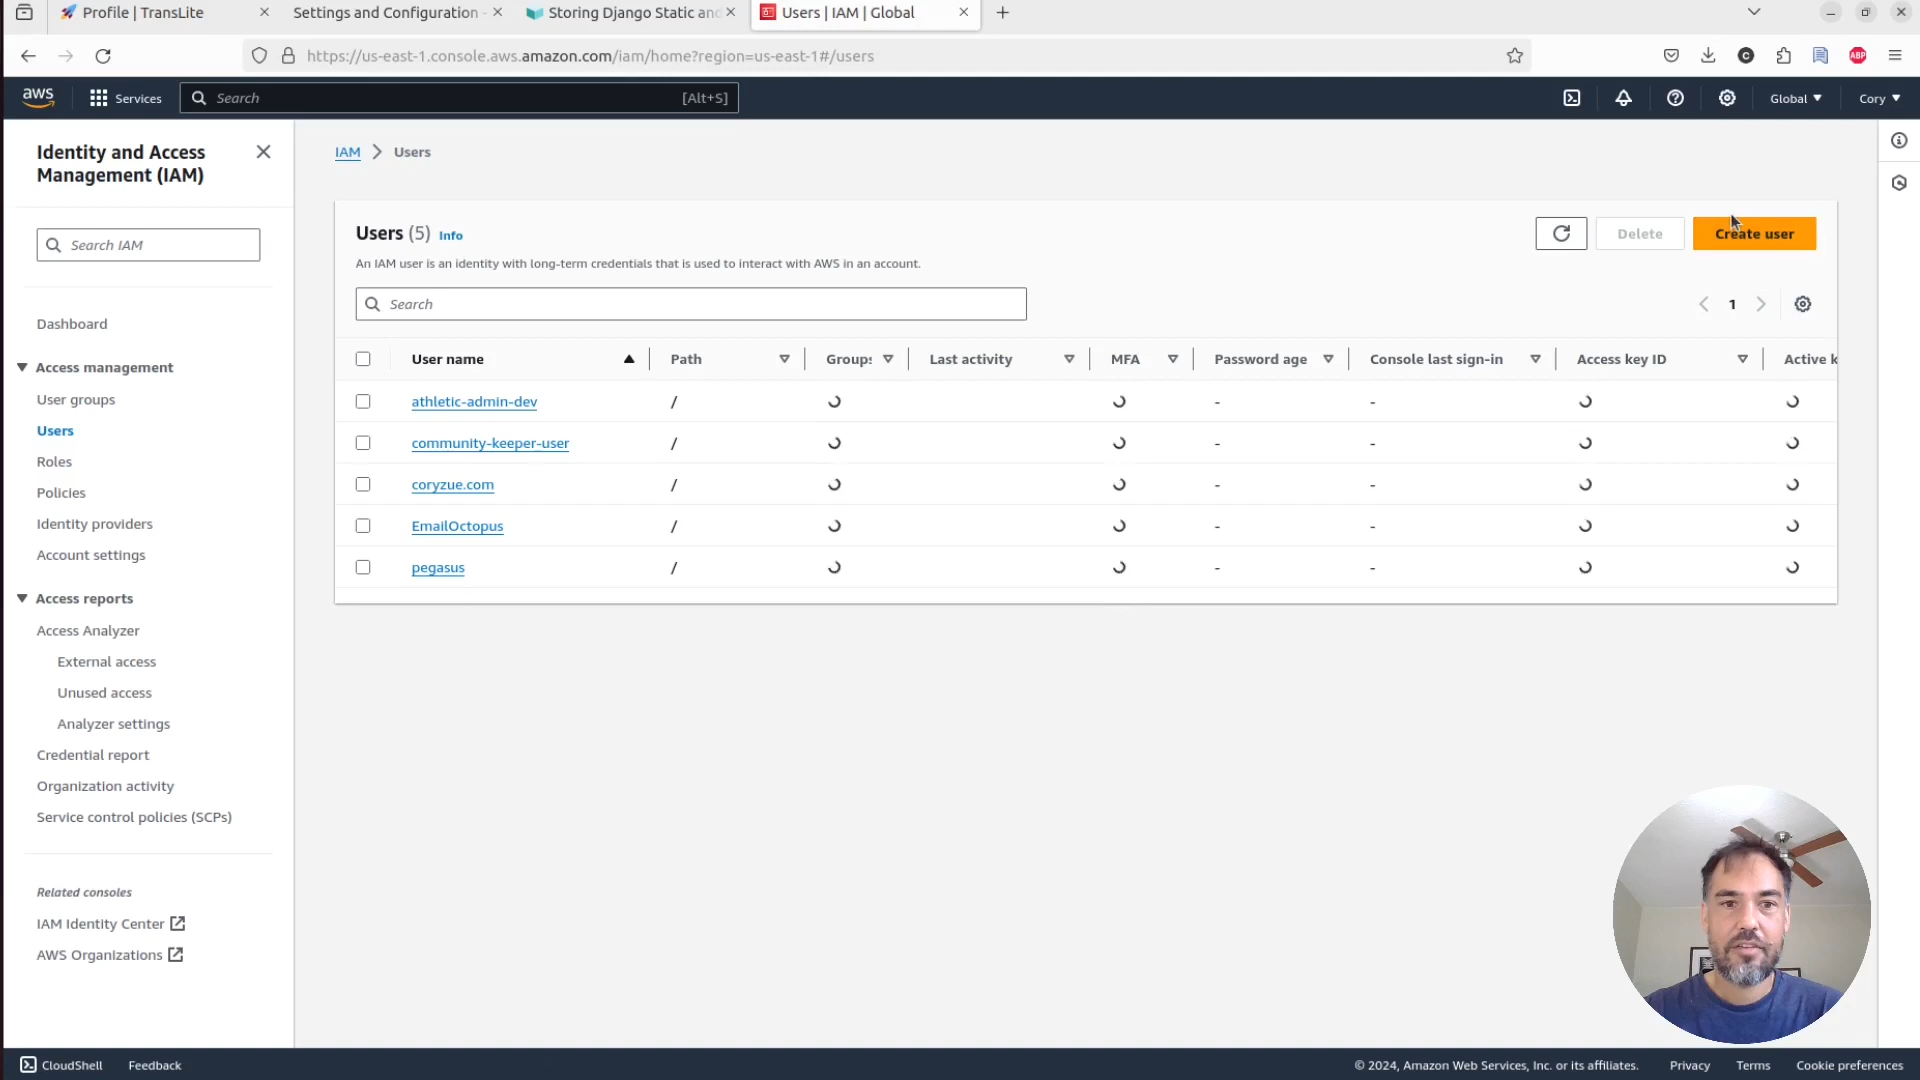 Profile | TransLite
Settings and Configuration -
Storing Django Static and
Users | IAM | Global
https://us-east-1.console.aws.amazon.com/iam/home?region=us-east-1#/users
C
ABP
aws
Services
Search
[Alt+S]
Global
Cory
Identity and Access
Management (IAM)
Search IAM
Dashboard
Access management
User groups
Users
Roles
Policies
Identity providers
Account settings
Access reports
Access Analyzer
External access
Unused access
Analyzer settings
Credential report
Organization activity
Service control policies (SCPs)
Related consoles
IAM Identity Center
AWS Organizations
IAM > Users
Users (5) Info
Delete
Create user
An IAM user is an identity with long-term credentials that is used to interact with AWS in an account.
Search
1
User name Path Groups Last activity MFA Password age Console last sign-in Access key ID Active k
athletic-admin-dev / - -
community-keeper-user / - -
coryzue.com / - -
EmailOctopus / - -
pegasus / - -
CloudShell Feedback
© 2024, Amazon Web Services, Inc. or its affiliates. Privacy Terms Cookie preferences